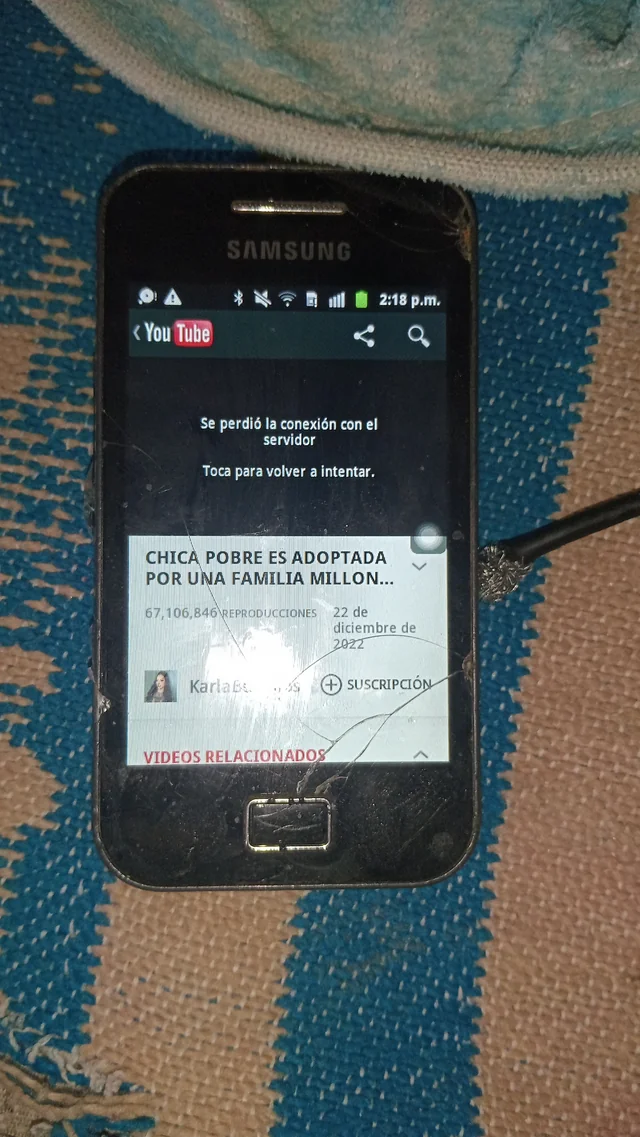 SAMSUNG
2:18 p.m.
YouTube
Se perdió la conexión con el
servidor
Toca para volver a intentar.
CHICA POBRE ES ADOPTADA
POR UNA FAMILIA MILLON...
67,106,846 REPRODUCCIONES
22 de
diciembre de
2022
SUSCRIPCIÓN
VIDEOS RELACIONADOS